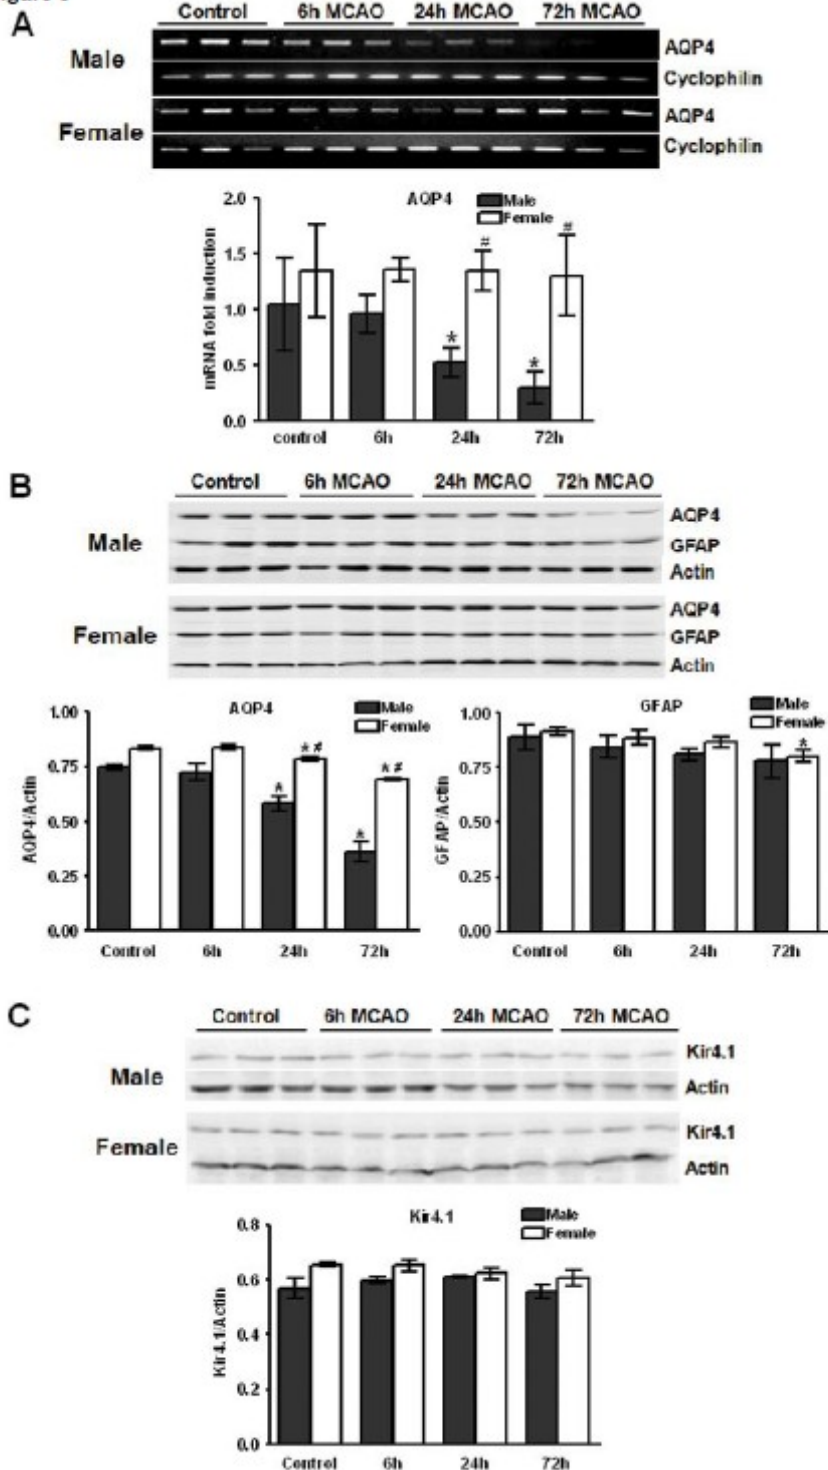 A
Control 6h MCAO 24h MCAO 72h MCAO
Male
AQP4
Cyclophilin
Female
AQP4
Cyclophilin
AQP4
Male
Female
mRNA fold induction
2.0
1.5
1.0
0.5
0.0
* # * #
control 6h 24h 72h
B
Control 6h MCAO 24h MCAO 72h MCAO
Male
AQP4
GFAP
Actin
Female
AQP4
GFAP
Actin
AQP4
Male
Female
AQP4/Actin
1.00
0.75
0.50
0.25
0.00
* *# * *#
Control 6h 24h 72h
GFAP
Male
Female
GFAP/Actin
1.00
0.75
0.50
0.25
0.00
*
Control 6h 24h 72h
C
Control 6h MCAO 24h MCAO 72h MCAO
Male
Kir4.1
Actin
Female
Kir4.1
Actin
Kir4.1
Male
Female
Kir4.1/Actin
0.8
0.6
0.4
0.2
0.0
Control 6h 24h 72h